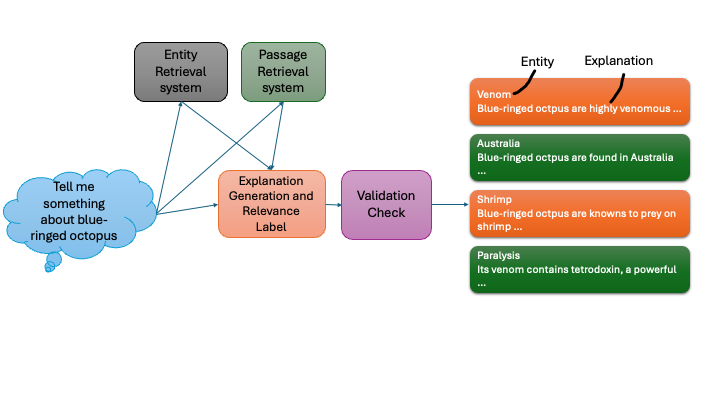 Entity
Retrieval
system
Passage
Retrieval
system
Entity
Explanation
Tell me
something
about blue-
ringed octopus
Explanation
Generation and
Relevance
Label
Validation
Check
Venom
Blue-ringed octpus are highly venomous ...
Australia
Blue-ringed octpus are found in Australia
...
Shrimp
Blue-ringed octpus are knowns to prey on
shrimp ...
Paralysis
Its venom contains tetrodoxin, a powerful
...